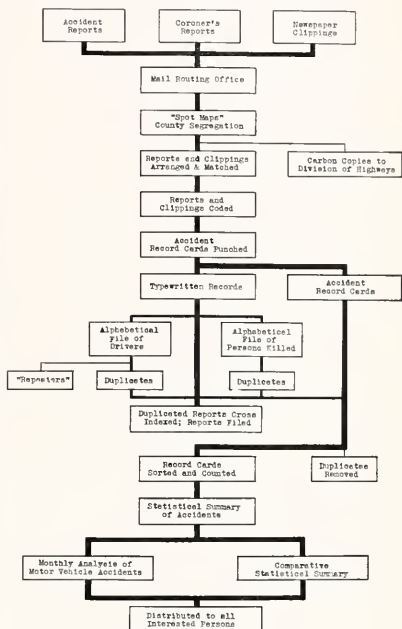 Accident
Reports
Coroner's
Reports
Newspaper
Clippings
Mail Routing Office
"Spot Maps"
County Segregation
Reports and Clippings
Arranged & Matched
Carbon Copies to
Division of Highways
Reports and
Clippings Coded
Accident
Record Cards Punched
Typewritten Records
Accident
Record Cards
Alphabetical
File of
Drivers
Alphabetical
File of
Persons Killed
"Repeaters"
Duplicates
Duplicates
Duplicated Reports Cross
Indexed; Reports Filed
Record Cards
Sorted and Counted
Duplicates
Removed
Statistical Summary
of Accidents
Monthly Analysis of
Motor Vehicle Accidents
Comparative
Statistical Summary
Distributed to all
Interested Persons